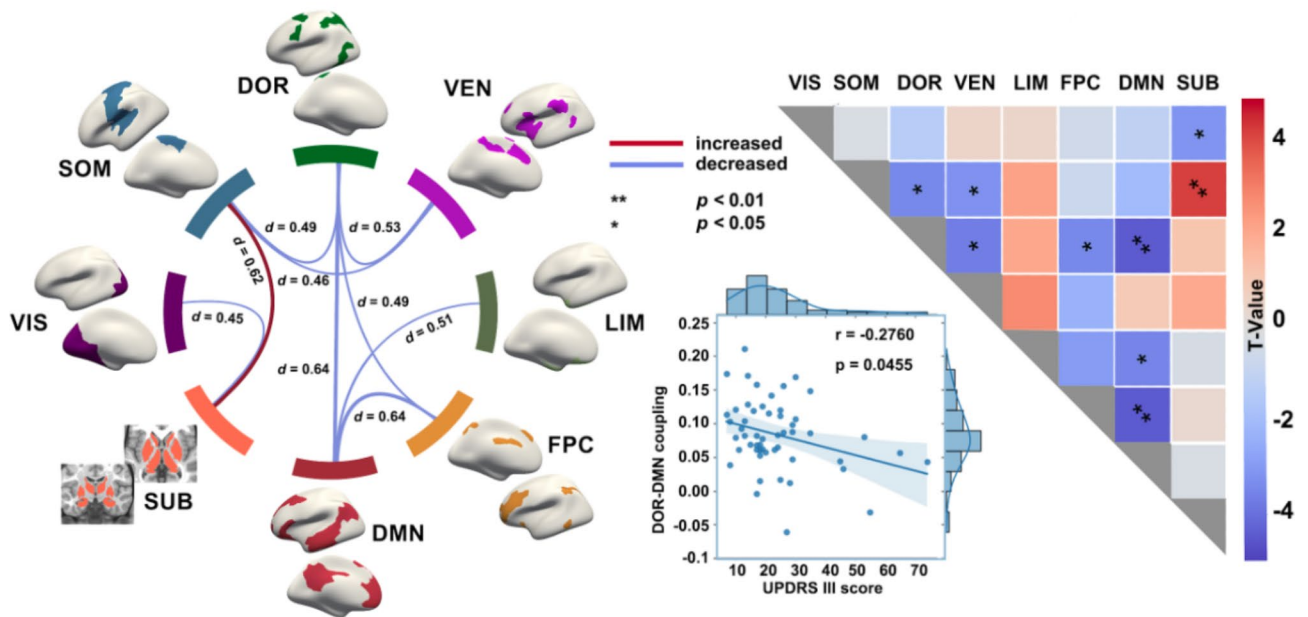 DOR
VEN
SOM
VIS
LIM
SUB
FPC
DMN
increased
decreased
** p < 0.01
* p < 0.05
d = 0.49
d = 0.53
d = 0.62
d = 0.46
d = 0.49
d = 0.45
d = 0.51
d = 0.64
d = 0.64
VIS SOM DOR VEN LIM FPC DMN SUB
*
* * **
* * **
*
**
4
2
0
-2
-4
T-Value
r = -0.2760
p = 0.0455
0.25
0.20
0.15
0.10
0.05
0.00
-0.05
-0.1
DOR-DMN coupling
10 20 30 40 50 60 70
UPDRS III score